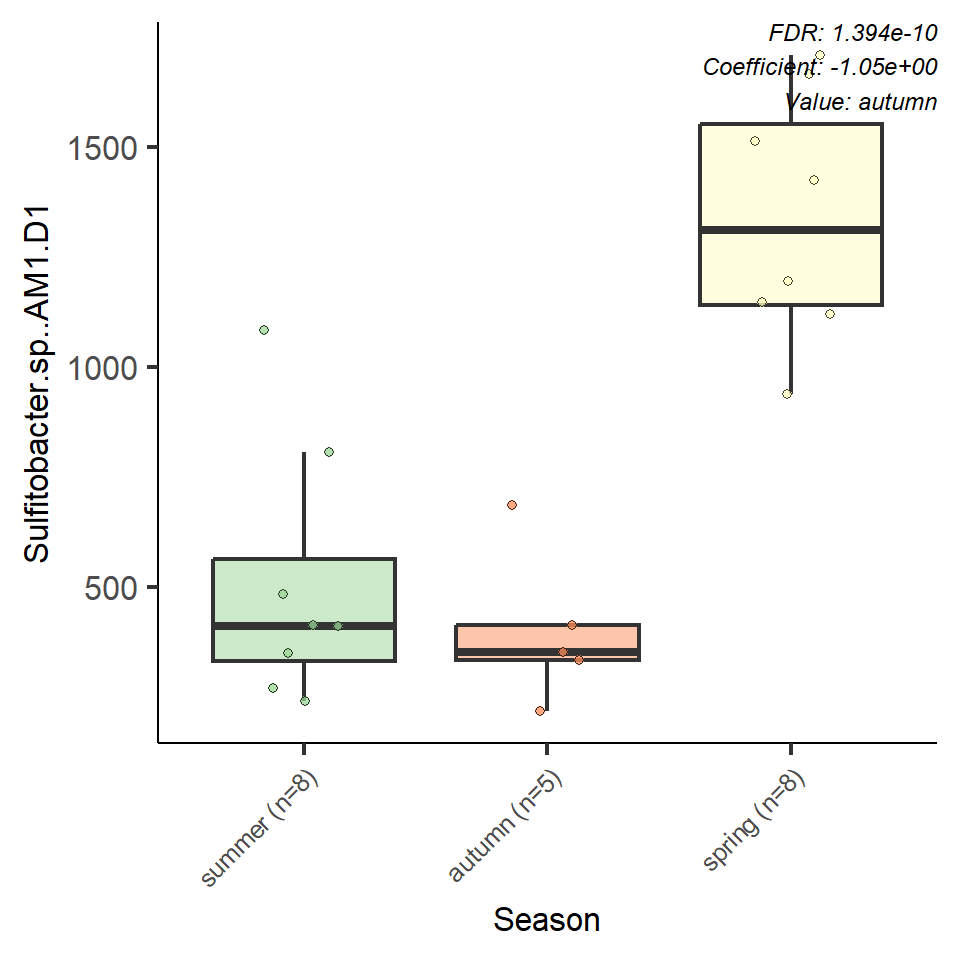 FDR: 1.394e-10
Coefficient: -1.05e+00
Value: autumn
1500
1000
500
Sulfitobacter.sp..AM1.D1
summer (n=8)
autumn (n=5)
spring (n=8)
Season